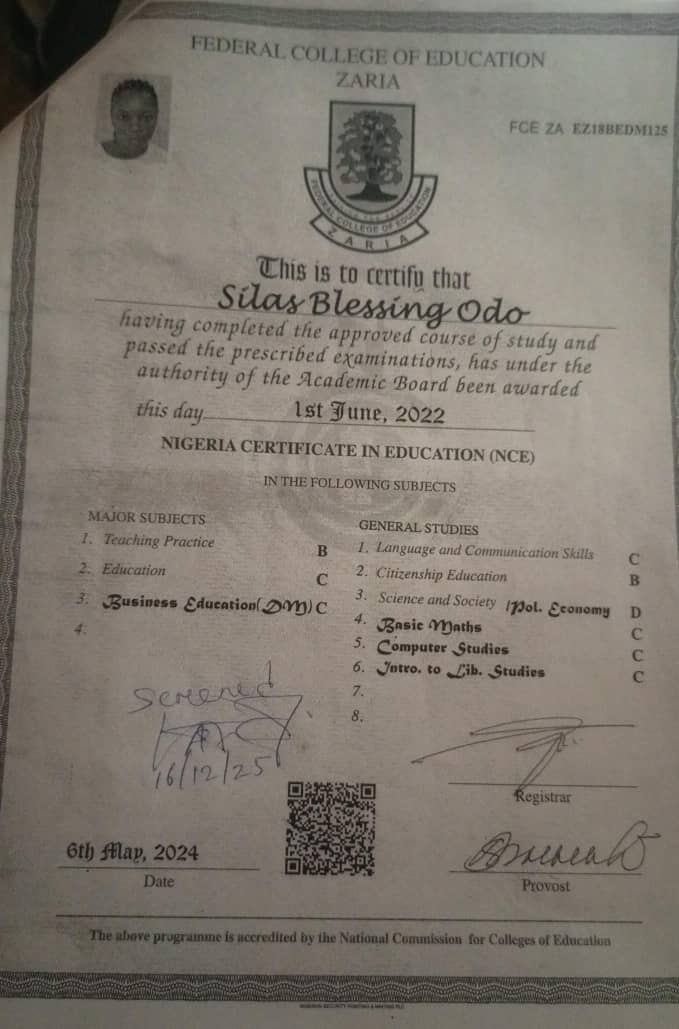 FEDERAL COLLEGE OF EDUCATION
ZARIA
FCE ZA EZ18BEDM125
FEDERAL COLLEGE OF EDUCATION
ZARIA
This is to certify that
Silas Blessing Odo
having completed the approved course of study and
passed the prescribed examinations, has under the
authority of the Academic Board been awarded
this day 1st June, 2022
NIGERIA CERTIFICATE IN EDUCATION (NCE)
IN THE FOLLOWING SUBJECTS
MAJOR SUBJECTS
1. Teaching Practice B
2. Education C
3. Business Education(DM) C
4.
GENERAL STUDIES
1. Language and Communication Skills C
2. Citizenship Education B
3. Science and Society /Pol. Economy D
4. Basic Maths C
5. Computer Studies C
6. Intro. to Lib. Studies C
7.
8.
Screened
16/12/25
Registrar
6th May, 2024
Date
Provost
The above programme is accredited by the National Commission for Colleges of Education